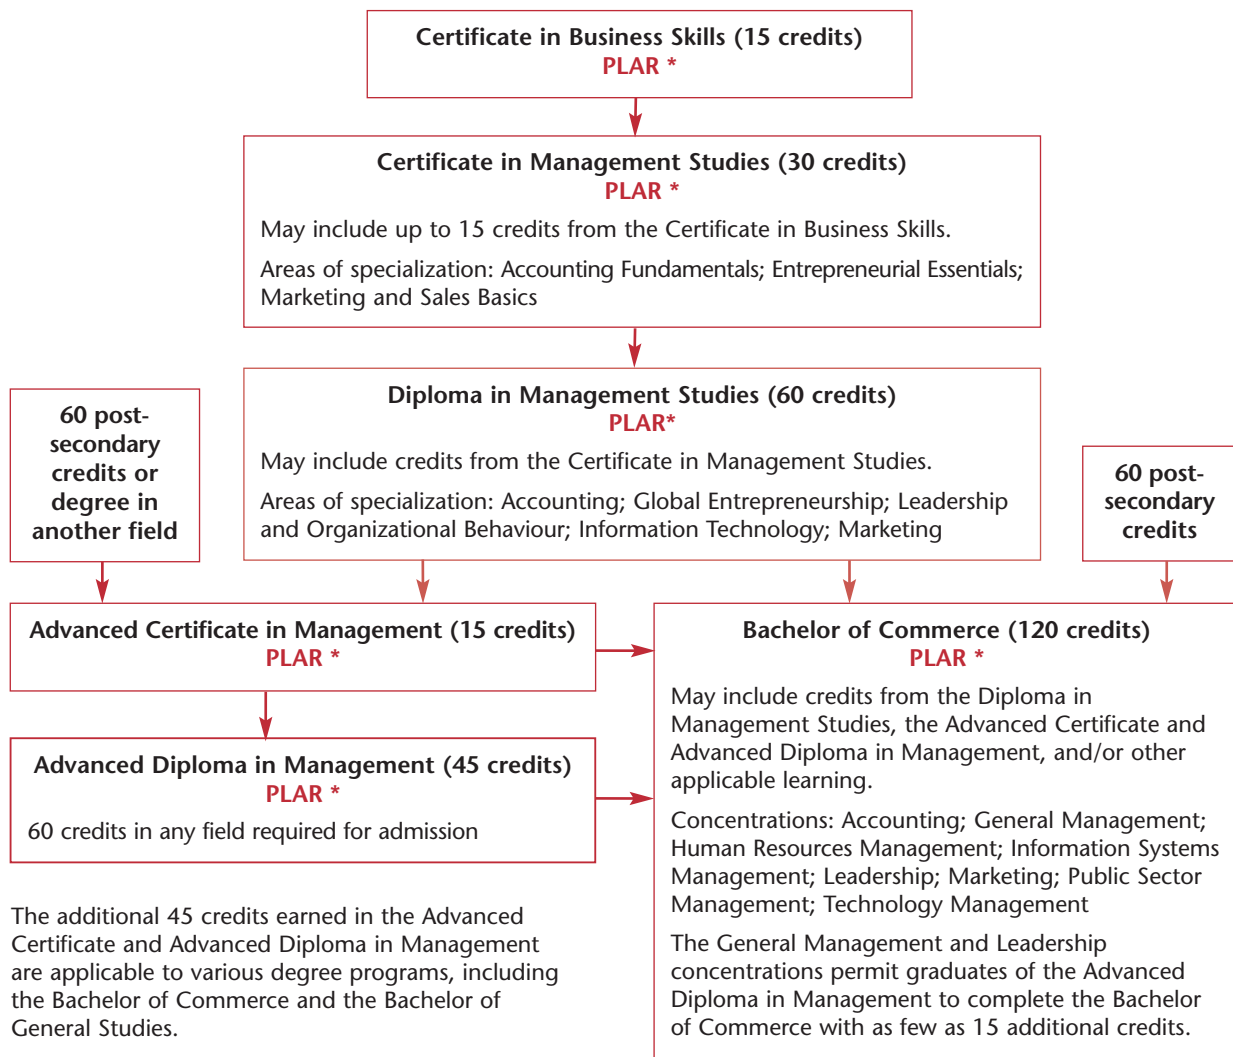 Certificate in Business Skills (15 credits)
PLAR *
Certificate in Management Studies (30 credits)
PLAR *
May include up to 15 credits from the Certificate in Business Skills.
Areas of specialization: Accounting Fundamentals; Entrepreneurial Essentials;
Marketing and Sales Basics
Diploma in Management Studies (60 credits)
PLAR*
May include credits from the Certificate in Management Studies.
Areas of specialization: Accounting; Global Entrepreneurship; Leadership
and Organizational Behaviour; Information Technology; Marketing
60 post-
secondary
credits or
degree in
another field
60 post-
secondary
credits
Advanced Certificate in Management (15 credits)
PLAR *
Advanced Diploma in Management (45 credits)
PLAR *
60 credits in any field required for admission
The additional 45 credits earned in the Advanced
Certificate and Advanced Diploma in Management
are applicable to various degree programs, including
the Bachelor of Commerce and the Bachelor of
General Studies.
Bachelor of Commerce (120 credits)
PLAR *
May include credits from the Diploma in
Management Studies, the Advanced Certificate and
Advanced Diploma in Management, and/or other
applicable learning.
Concentrations: Accounting; General Management;
Human Resources Management; Information Systems
Management; Leadership; Marketing; Public Sector
Management; Technology Management
The General Management and Leadership
concentrations permit graduates of the Advanced
Diploma in Management to complete the Bachelor
of Commerce with as few as 15 additional credits.